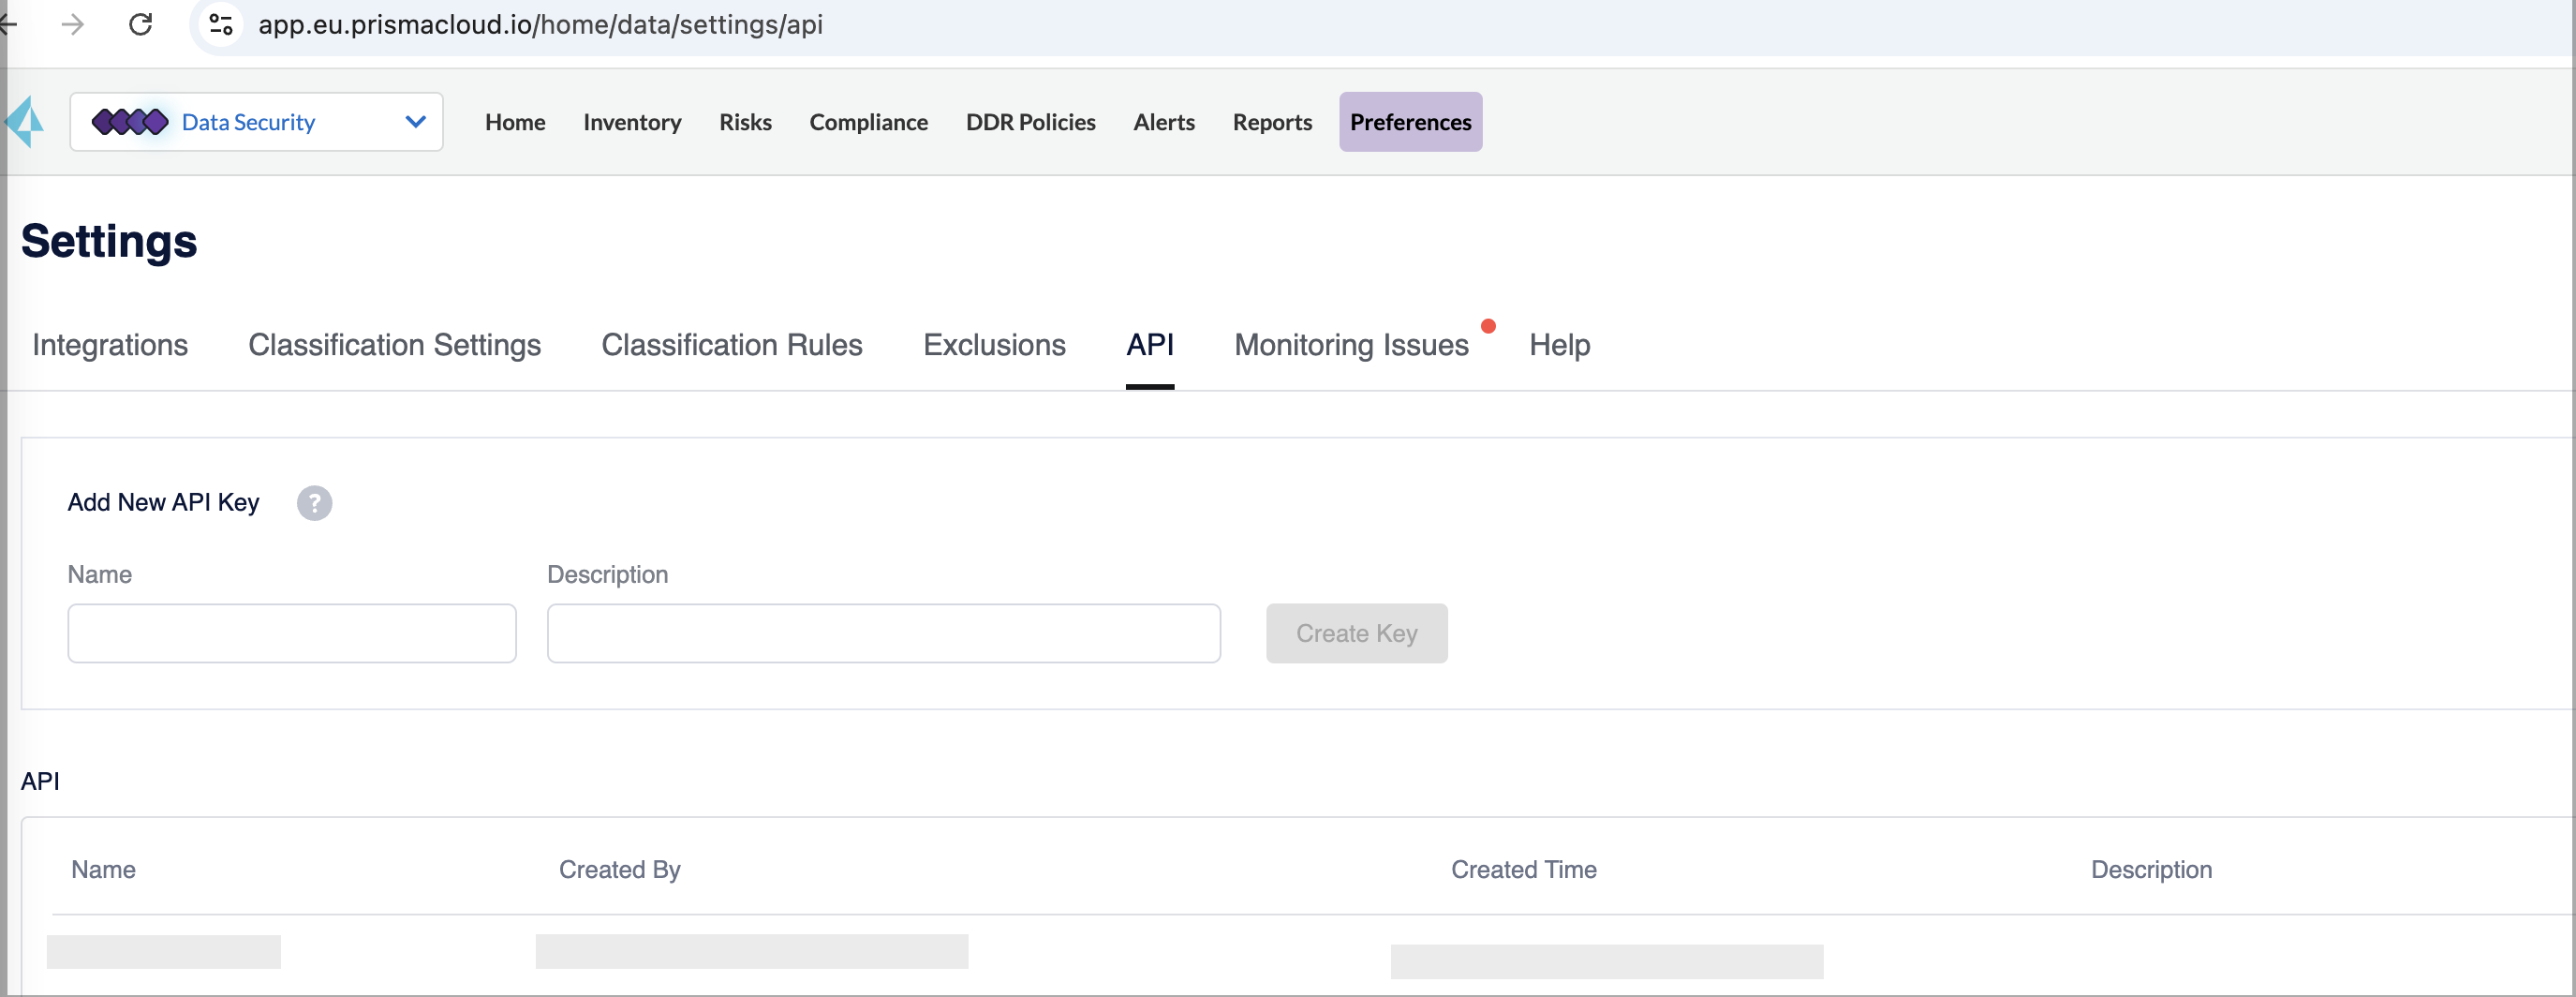 app.eu.prismacloud.io/home/data/settings/api
Data Security Home Inventory Risks Compliance DDR Policies Alerts Reports Preferences
Settings
Integrations Classification Settings Classification Rules Exclusions API Monitoring Issues Help
Add New API Key ?
Name Description
Create Key
API
Name Created By Created Time Description